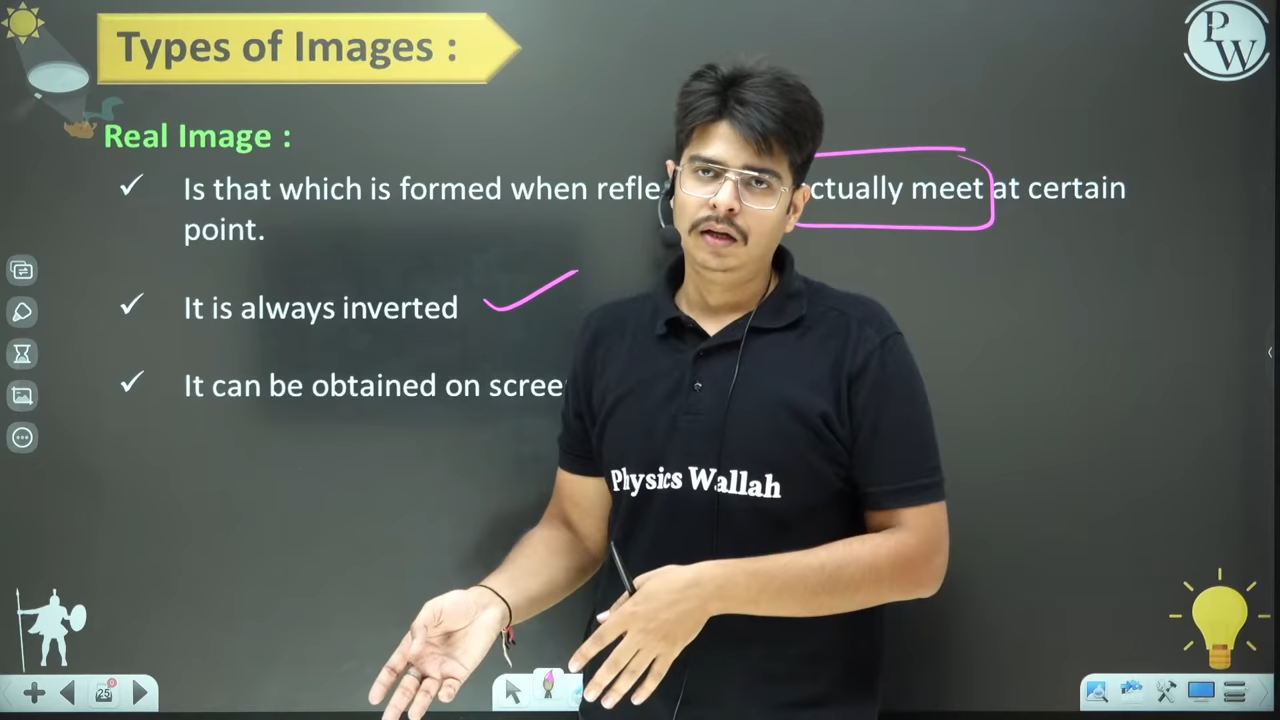 Types of Images :
PW
Real Image :
Is that which is formed when refle ctually meet at certain
point.
It is always inverted
It can be obtained on scree
Physics Wallah
25